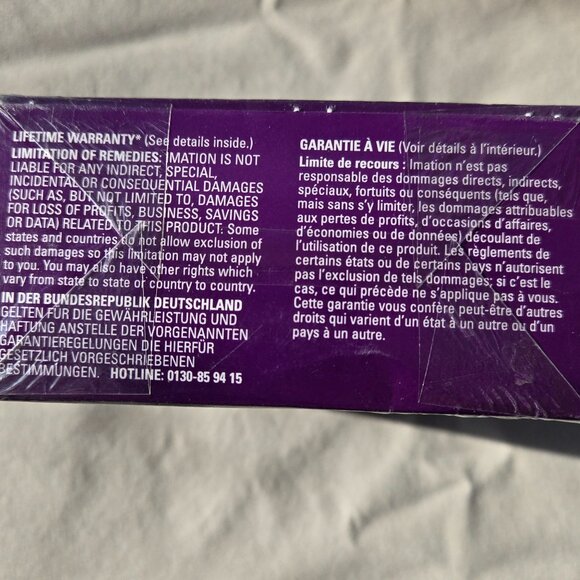 LIFETIME WARRANTY* (See details inside.)
LIMITATION OF REMEDIES: IMATION IS NOT
LIABLE FOR ANY INDIRECT, SPECIAL,
INCIDENTAL OR CONSEQUENTIAL DAMAGES
(SUCH AS, BUT NOT LIMITED TO, DAMAGES
FOR LOSS OF PROFITS, BUSINESS, SAVINGS
OR DATA) RELATED TO THIS PRODUCT: Some
states and countries do not allow exclusion of
such damages so this limitation may not apply
to you. You may also have other rights which
vary from state to state or country to country.
IN DER BUNDESREPUBLIK DEUTSCHLAND
GELTEN FÜR DIE GEWÄHRLEISTUNG UND
HAFTUNG ANSTELLE DER VORGENANNTEN
GARANTIEREGELUNGEN DIE HIERFÜR
GESETZLICH VORGESCHRIEBENEN
BESTIMMUNGEN. HOTLINE: 0130-85 94 15
GARANTIE À VIE (Voir détails à l'intérieur.)
Limite de recours : Imation n'est pas
responsable des dommages directs, indirects,
spéciaux, fortuits ou conséquents (tels que,
mais sans s'y limiter, les dommages attribuables
aux pertes de profits, d'occasions d'affaires,
d'économies ou de données) découlant de
l'utilisation de ce produit. Les règlements de
certains états ou de certains pays n'autorisent
pas l'exclusion de tels dommages; si c'est le
cas, ce qui précède ne s'applique pas à vous.
Cette garantie vous confère peut-être d'autres
droits qui varient d'un état à un autre ou d'un
pays à un autre.